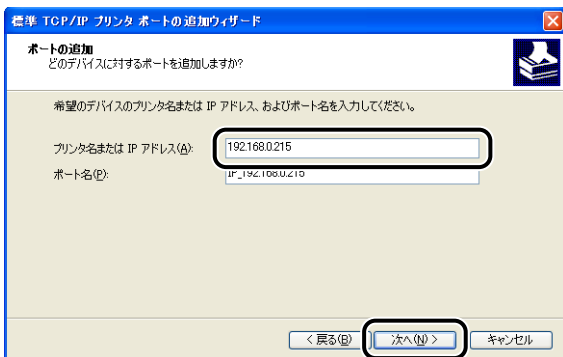 標準 TCP/IP プリンタ ポートの追加ウィザード
ポートの追加
どのデバイスに対するポートを追加しますか?
希望のデバイスのプリンタ名または IP アドレス、およびポート名を入力してください。
プリンタ名または IP アドレス(A): 192.168.0.215
ポート名(P): IP_192.168.0.215
< 戻る(B) 次へ(N) > キャンセル